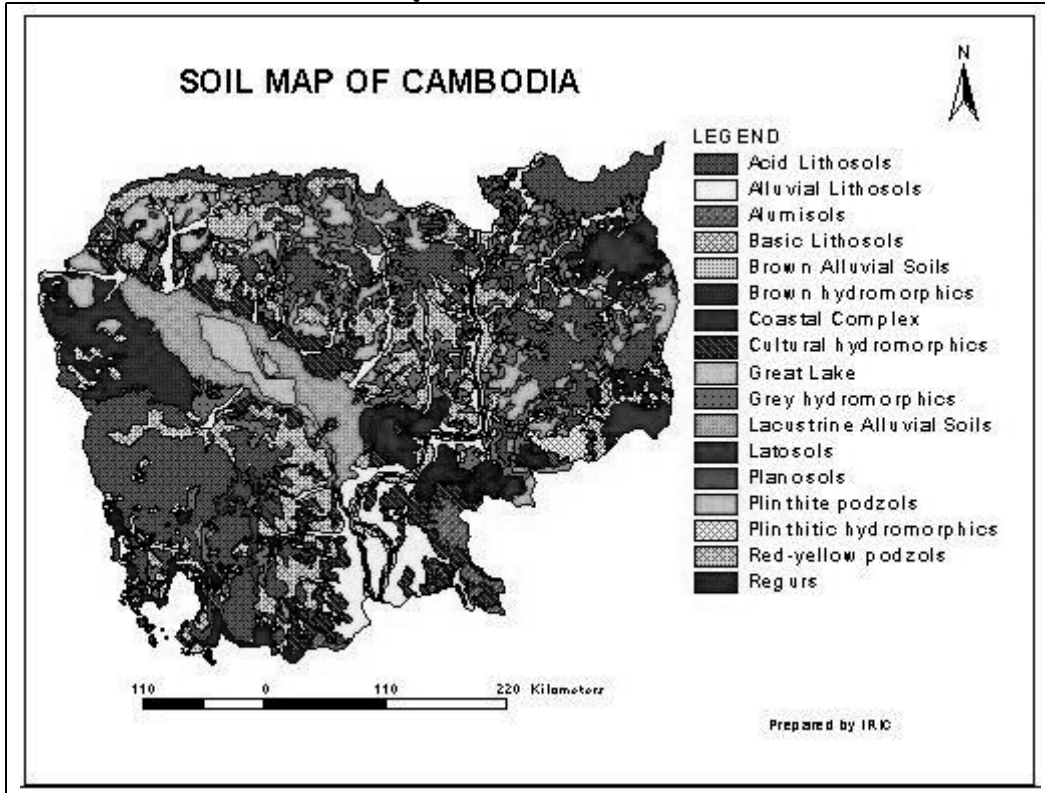 SOIL MAP OF CAMBODIA
N
LEGEND
Acid Lithosols
Alluvial Lithosols
Alumisols
Basic Lithosols
Brown Alluvial Soils
Brown hydromorphics
Coastal Complex
Cultural hydromorphics
Great Lake
Grey hydromorphics
Lacustrine Alluvial Soils
Latosols
Planosols
Plinthite podzols
Plinthitic hydromorphics
Red-yellow podzols
Regurs
110 0 110 220 Kilometers
Prepared by IRIC